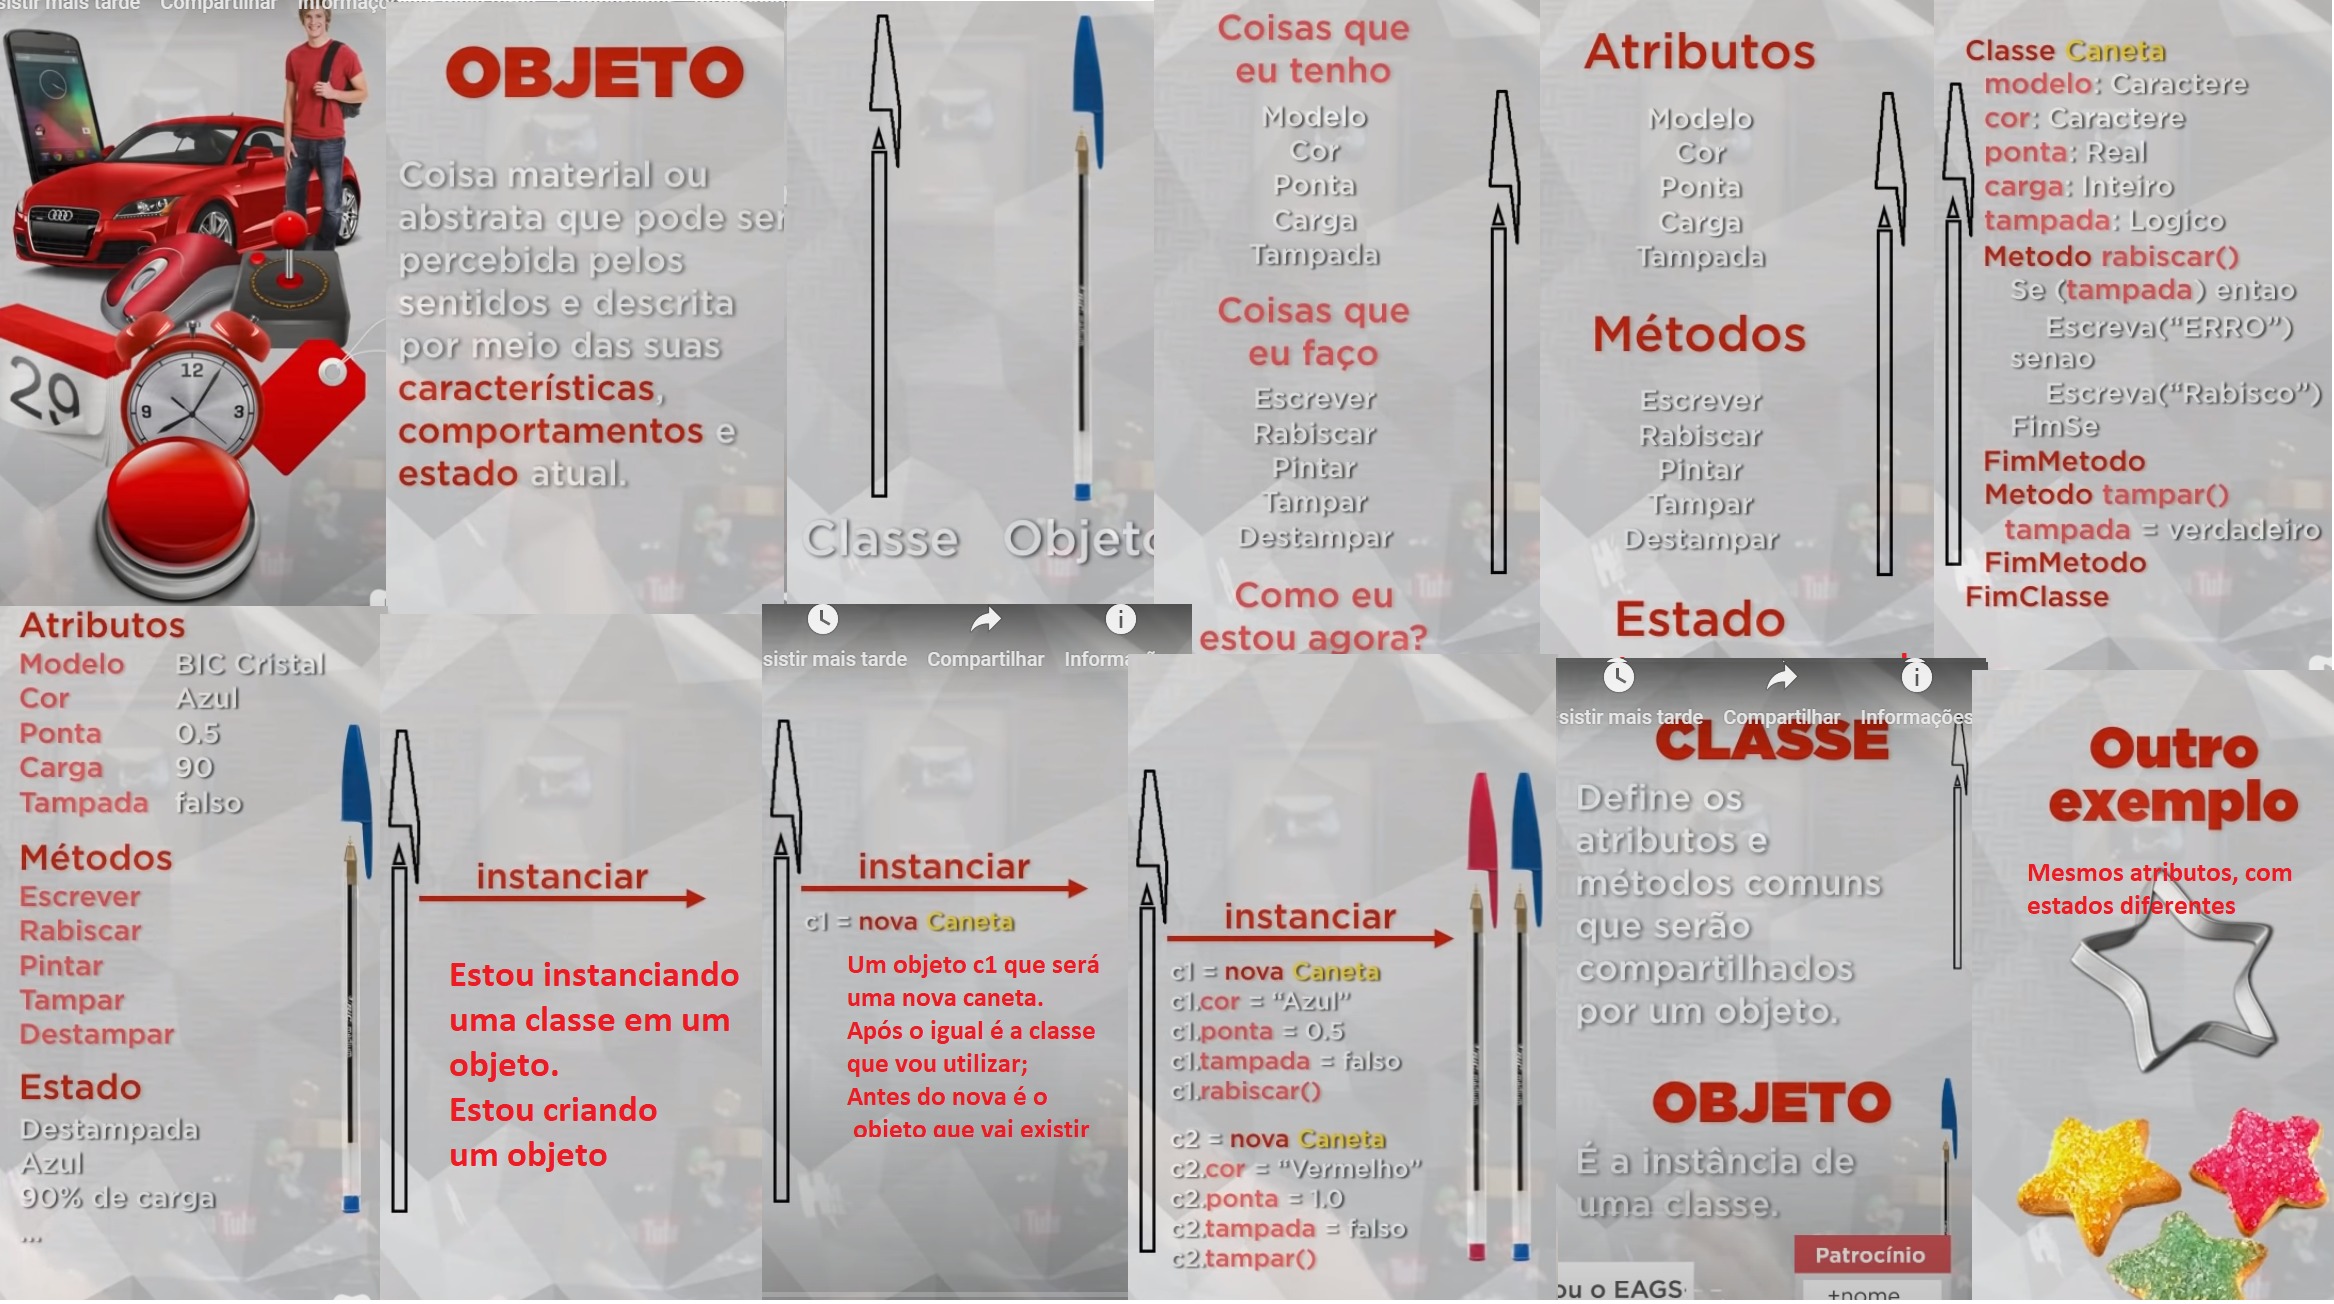 sistir mais tarde
Compartilhar
OBJETO
Coisa material ou
abstrata que pode ser
percebida pelos
sentidos e descrita
por meio das suas
características,
comportamentos e
estado atual.
Classe
Objeto
Coisas que
eu tenho
Modelo
Cor
Ponta
Carga
Tampada
Coisas que
eu faço
Escrever
Rabiscar
Pintar
Tampar
Destampar
Como eu
estou agora?
Atributos
Modelo
Cor
Ponta
Carga
Tampada
Métodos
Escrever
Rabiscar
Pintar
Tampar
Destampar
Estado
Classe Caneta
modelo: Caractere
cor: Caractere
ponta: Real
carga: Inteiro
tampada: Logico
Metodo rabiscar()
Se (tampada) entao
Escreva("ERRO")
senao
Escreva("Rabisco")
FimSe
FimMetodo
Metodo tampar()
tampada = verdadeiro
FimMetodo
FimClasse
29
12
9
3
Atributos
Modelo BIC Cristal
Cor Azul
Ponta 0.5
Carga 90
Tampada falso
Métodos
Escrever
Rabiscar
Pintar
Tampar
Destampar
Estado
Destampada
Azul
90% de carga
...
instanciar
Estou instanciando
uma classe em um
objeto.
Estou criando
um objeto
sistir mais tarde
Compartilhar
instanciar
c1 = nova Caneta
Um objeto c1 que será
uma nova caneta.
Após o igual é a classe
que vou utilizar;
Antes do nova é o
objeto que vai existir
instanciar
c1 = nova Caneta
c1.cor = "Azul"
c1.ponta = 0.5
c1.tampada = falso
c1.rabiscar()
c2 = nova Caneta
c2.cor = "Vermelho"
c2.ponta = 1.0
c2.tampada = falso
c2.tampar()
sistir mais tarde
Compartilhar
Informações
CLASSE
Define os
atributos e
métodos comuns
que serão
compartilhados
por um objeto.
OBJETO
É a instância de
uma classe.
Patrocínio
ou o EAGS
+nome
Outro
exemplo
Mesmos atributos, com
estados diferentes